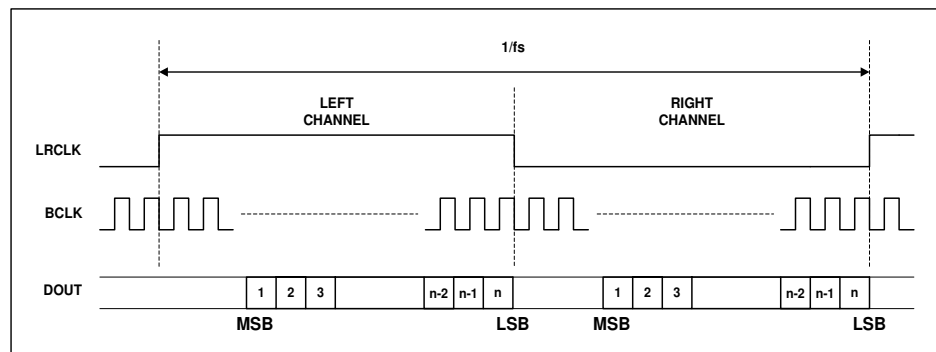 1/fs
LEFT
CHANNEL
RIGHT
CHANNEL
LRCLK
BCLK
DOUT
1 2 3 n-2 n-1 n 1 2 3 n-2 n-1 n
MSB LSB MSB LSB